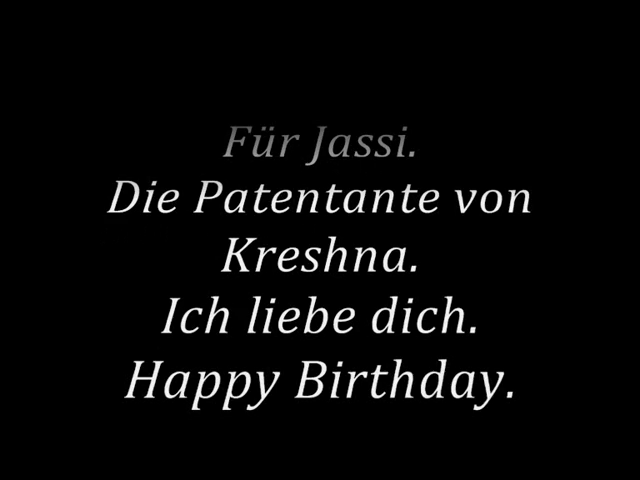 Für Jassi.
Die Patentante von
Kreshna.
Ich liebe dich.
Happy Birthday.